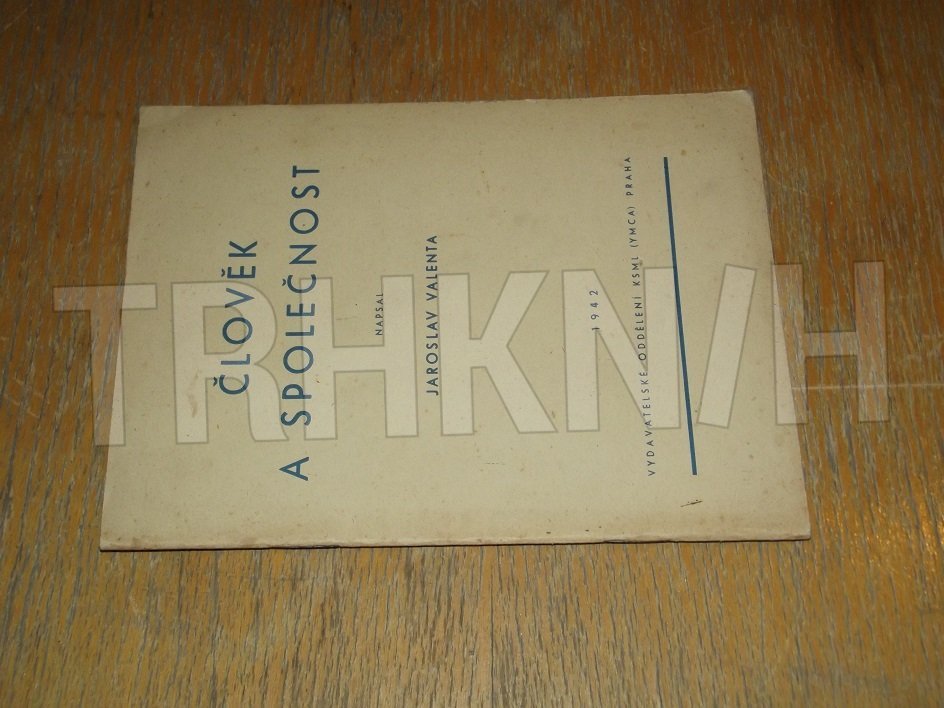 ČLOVĚK
A SPOLEČNOST
NAPSAL
JAROSLAV VALENTA
1942
VYDAVATELSKÉ ODDĚLENÍ KSML (YMCA) PRAHA
TRHKNIH